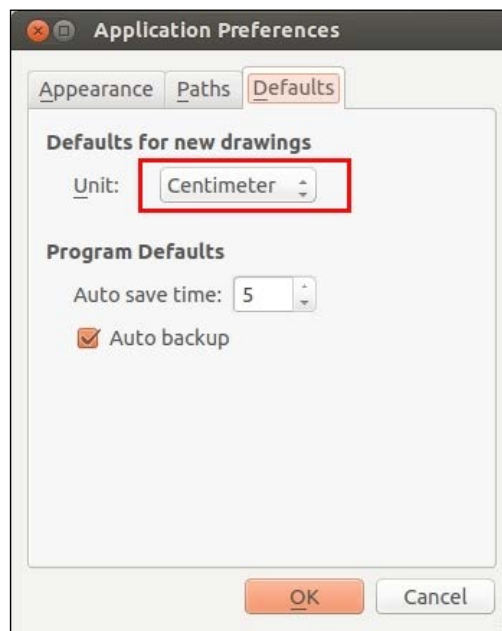 Application Preferences
Appearance Paths Defaults
Defaults for new drawings
Unit: Centimeter
Program Defaults
Auto save time: 5
Auto backup
OK Cancel